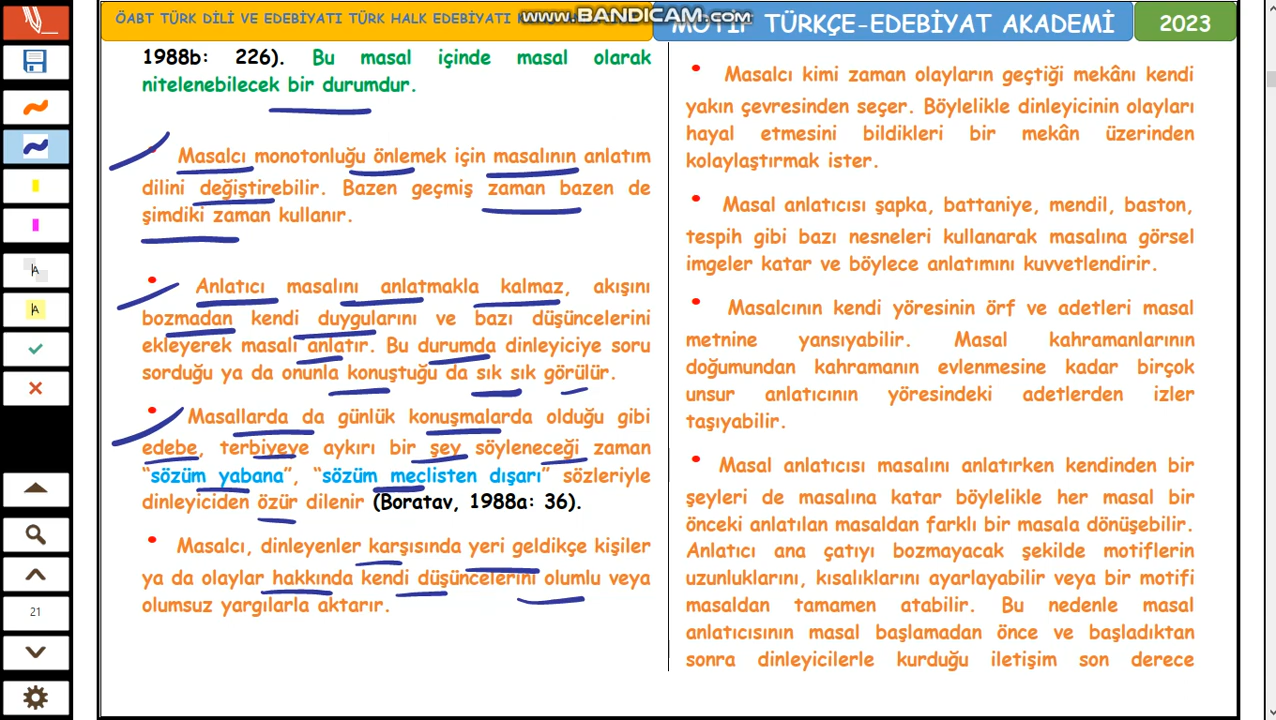 ÖABT TÜRK DİLİ VE EDEBİYATI TÜRK HALK EDEBİYATI
www.BANDICAM.com
MOTİF TÜRKÇE-EDEBİYAT AKADEMİ
2023
1988b: 226). Bu masal içinde masal olarak
nitelenebilecek bir durumdur.
• Masalcı monotonluğu önlemek için masalının anlatım
dilini değiştirebilir. Bazen geçmiş zaman bazen de
şimdiki zaman kullanır.
• Anlatıcı masalını anlatmakla kalmaz, akışını
bozmadan kendi duygularını ve bazı düşüncelerini
ekleyerek masalı anlatır. Bu durumda dinleyiciye soru
sorduğu ya da onunla konuştuğu da sık sık görülür.
• Masallarda da günlük konuşmalarda olduğu gibi
edebe, terbiyeye aykırı bir şey söyleneceği zaman
“sözüm yabana”, “sözüm meclisten dışarı” sözleriyle
dinleyiciden özür dilenir (Boratav, 1988a: 36).
• Masalcı, dinleyenler karşısında yeri geldikçe kişiler
ya da olaylar hakkında kendi düşüncelerini olumlu veya
olumsuz yargılarla aktarır.
• Masalcı kimi zaman olayların geçtiği mekânı kendi
yakın çevresinden seçer. Böylelikle dinleyicinin olayları
hayal etmesini bildikleri bir mekân üzerinden
kolaylaştırmak ister.
• Masal anlatıcısı şapka, battaniye, mendil, baston,
tespih gibi bazı nesneleri kullanarak masalına görsel
imgeler katar ve böylece anlatımını kuvvetlendirir.
• Masalcının kendi yöresinin örf ve adetleri masal
metnine yansıyabilir. Masal kahramanlarının
doğumundan kahramanın evlenmesine kadar birçok
unsur anlatıcının yöresindeki adetlerden izler
taşıyabilir.
• Masal anlatıcısı masalını anlatırken kendinden bir
şeyleri de masalına katar böylelikle her masal bir
önceki anlatılan masaldan farklı bir masala dönüşebilir.
Anlatıcı ana çatıyı bozmayacak şekilde motiflerin
uzunluklarını, kısalıklarını ayarlayabilir veya bir motifi
masaldan tamamen atabilir. Bu nedenle masal
anlatıcısının masal başlamadan önce ve başladıktan
sonra dinleyicilerle kurduğu iletişim son derece
A
A
21